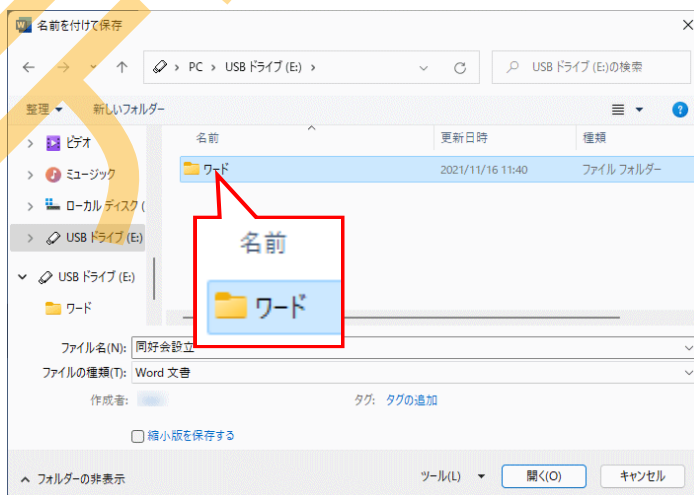 名前を付けて保存
PC > USB ドライブ (E:) >
USB ドライブ (E:)の検索
整理 新しいフォルダー
名前 更新日時 種類
ビデオ
ミュージック
ローカル ディスク (
USB ドライブ (E:)
USB ドライブ (E:)
ワード
ワード 2021/11/16 11:40 ファイル フォルダー
名前
ワード
ファイル名(N): 同好会設立
ファイルの種類(T): Word 文書
作成者: タグ: タグの追加
縮小版を保存する
フォルダーの非表示 ツール(L) 開く(O) キャンセル